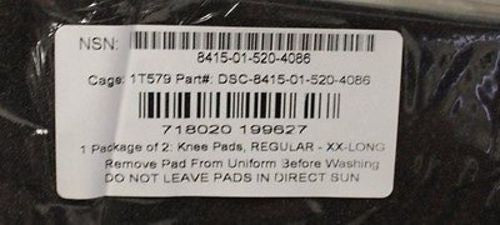 NSN:
8415-01-520-4086
Cage: 1T579 Part#: DSC-8415-01-520-4086
718020 199627
1 Package of 2: Knee Pads, REGULAR - XX-LONG
Remove Pad From Uniform Before Washing
DO NOT LEAVE PADS IN DIRECT SUN